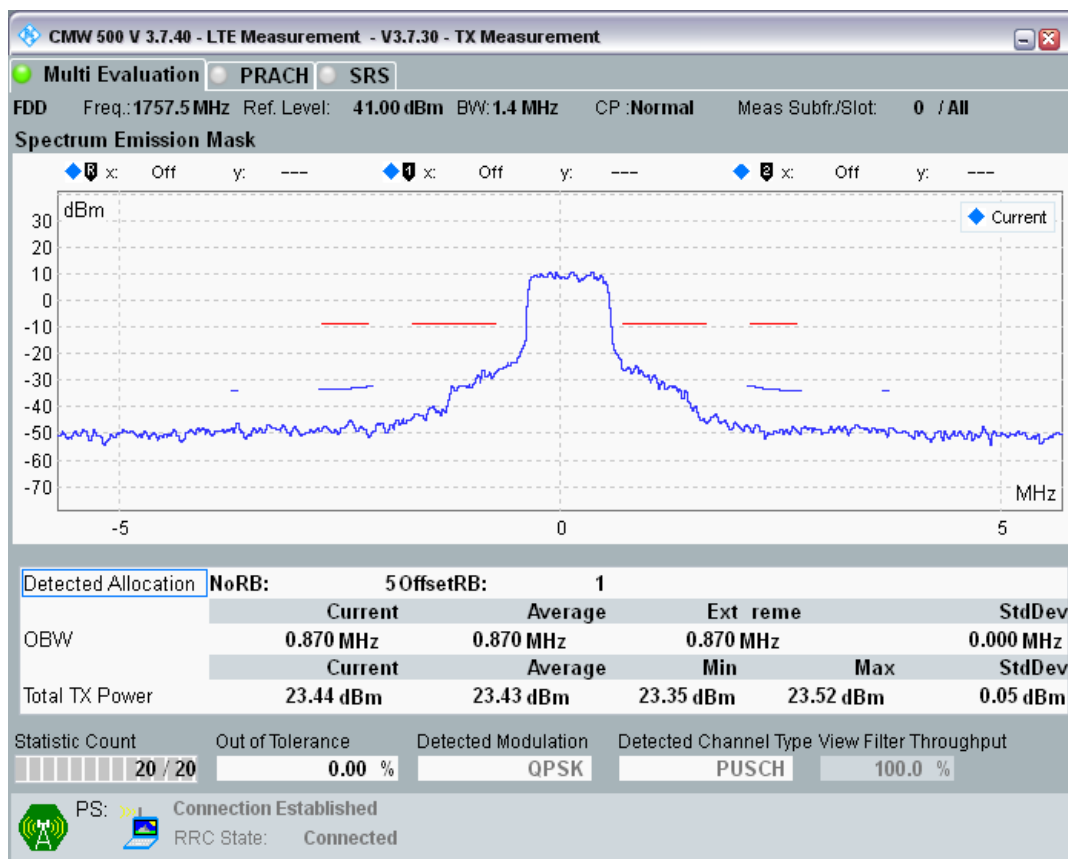 CMW 500 V 3.7.40 - LTE Measurement - V3.7.30 - TX Measurement
Multi Evaluation PRACH SRS
FDD Freq.: 1757.5 MHz Ref. Level: 41.00 dBm BW: 1.4 MHz CP : Normal Meas Subfr./Slot: 0 / All
Spectrum Emission Mask
R x: Off y: --- 1 x: Off y: --- 2 x: Off y: ---
dBm
Current
30
20
10
0
-10
-20
-30
-40
-50
-60
-70
MHz
-5 0 5
Detected Allocation NoRB: 5 OffsetRB: 1
Current Average Ext reme StdDev
OBW 0.870 MHz 0.870 MHz 0.870 MHz 0.000 MHz
Current Average Min Max StdDev
Total TX Power 23.44 dBm 23.43 dBm 23.35 dBm 23.52 dBm 0.05 dBm
Statistic Count Out of Tolerance Detected Modulation Detected Channel Type View Filter Throughput
20 / 20 0.00 % QPSK PUSCH 100.0 %
PS: Connection Established
RRC State: Connected